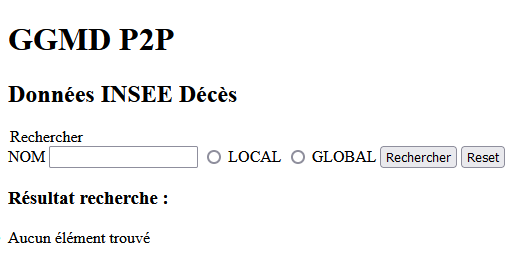 GGMD P2P
Données INSEE Décès
Rechercher
NOM LOCAL GLOBAL Rechercher Reset
Résultat recherche :
Aucun élément trouvé